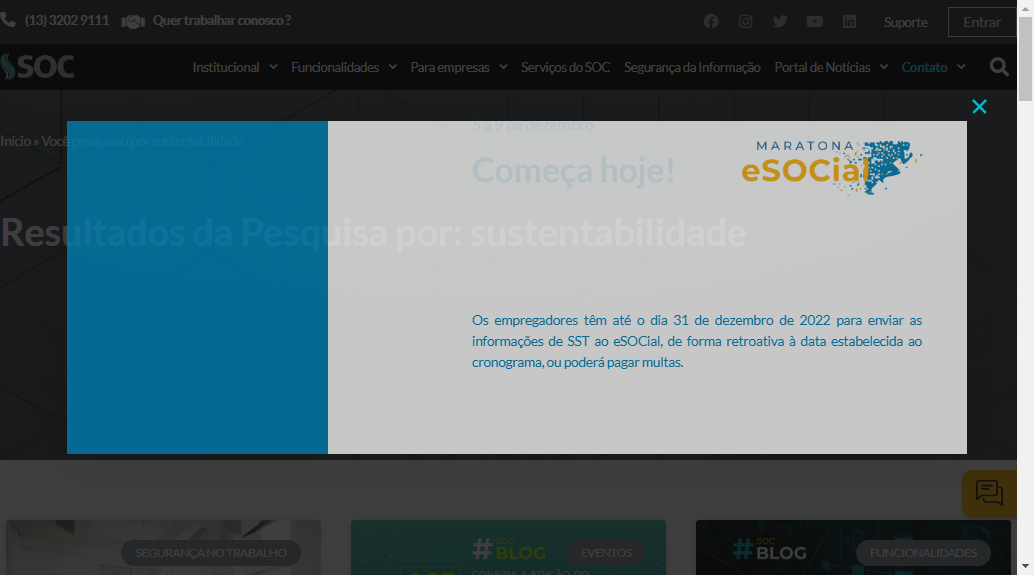 (13) 3202 9111 Quer trabalhar conosco ?
Suporte Entrar
SOC
Institucional Funcionalidades Para empresas Serviços do SOC Segurança da Informação Portal de Notícias Contato
Início » Você pesquisou por sustentabilidade
5 a 9 de dezembro
Começa hoje!
MARATONA
eSOCial
Resultados da Pesquisa por: sustentabilidade
Os empregadores têm até o dia 31 de dezembro de 2022 para enviar as
informações de SST ao eSOCial, de forma retroativa à data estabelecida ao
cronograma, ou poderá pagar multas.
SEGURANÇA NO TRABALHO
# SOC
BLOG
EVENTOS
CONFIRA A EDIÇÃO DO
# SOC
BLOG
FUNCIONALIDADES